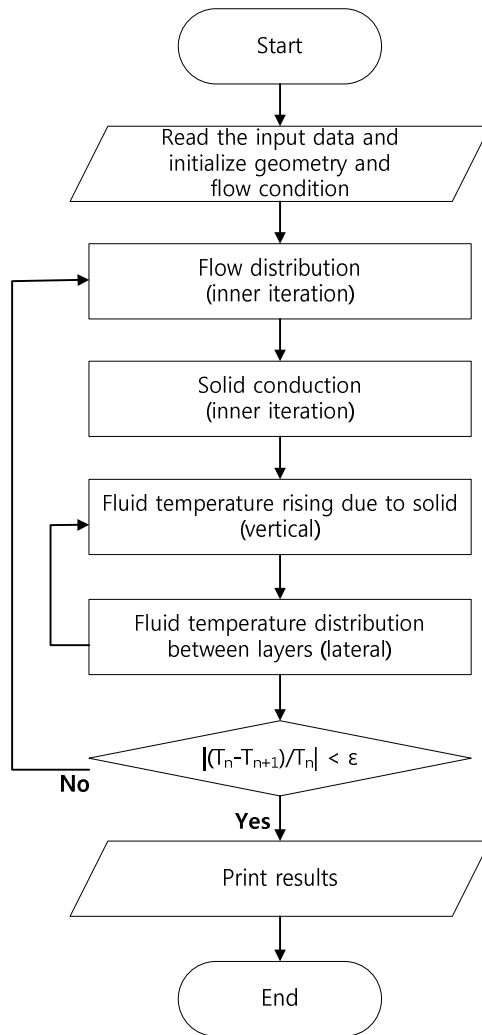 Start
Read the input data and
initialize geometry and
flow condition
Flow distribution
(inner iteration)
Solid conduction
(inner iteration)
Fluid temperature rising due to solid
(vertical)
Fluid temperature distribution
between layers (lateral)
|(Tₙ-Tₙ₊₁)/Tₙ| < ε
No
Yes
Print results
End